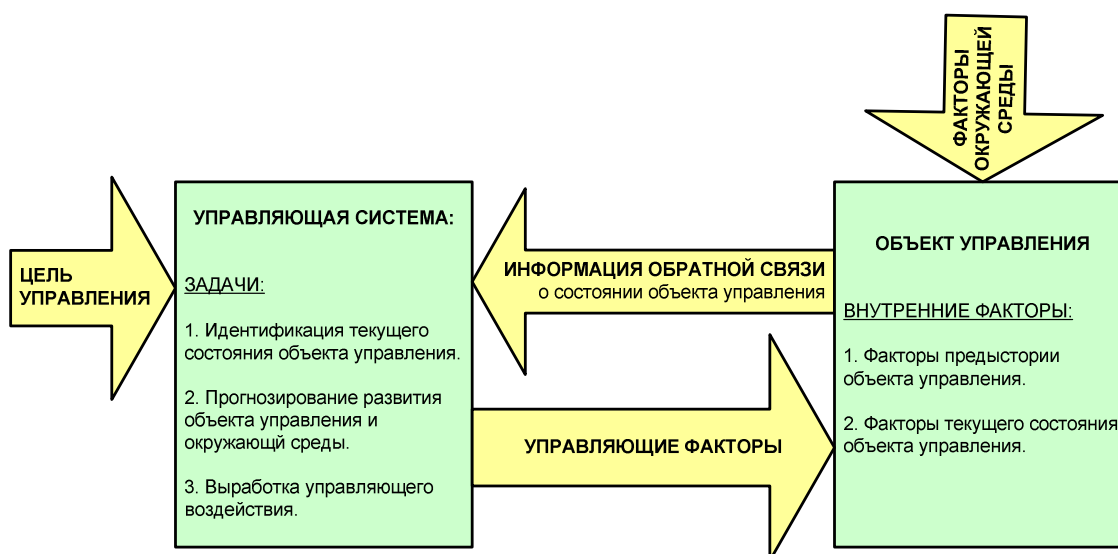 ФАКТОРЫ
ОКРУЖАЮЩЕЙ
СРЕДЫ
ЦЕЛЬ
УПРАВЛЕНИЯ
УПРАВЛЯЮЩАЯ СИСТЕМА:
ЗАДАЧИ:
1. Идентификация текущего
состояния объекта управления.
2. Прогнозирование развития
объекта управления и
окружающй среды.
3. Выработка управляющего
воздействия.
ИНФОРМАЦИЯ ОБРАТНОЙ СВЯЗИ
о состоянии объекта управления
УПРАВЛЯЮЩИЕ ФАКТОРЫ
ОБЪЕКТ УПРАВЛЕНИЯ
ВНУТРЕННИЕ ФАКТОРЫ:
1. Факторы предыстории
объекта управления.
2. Факторы текущего состояния
объекта управления.